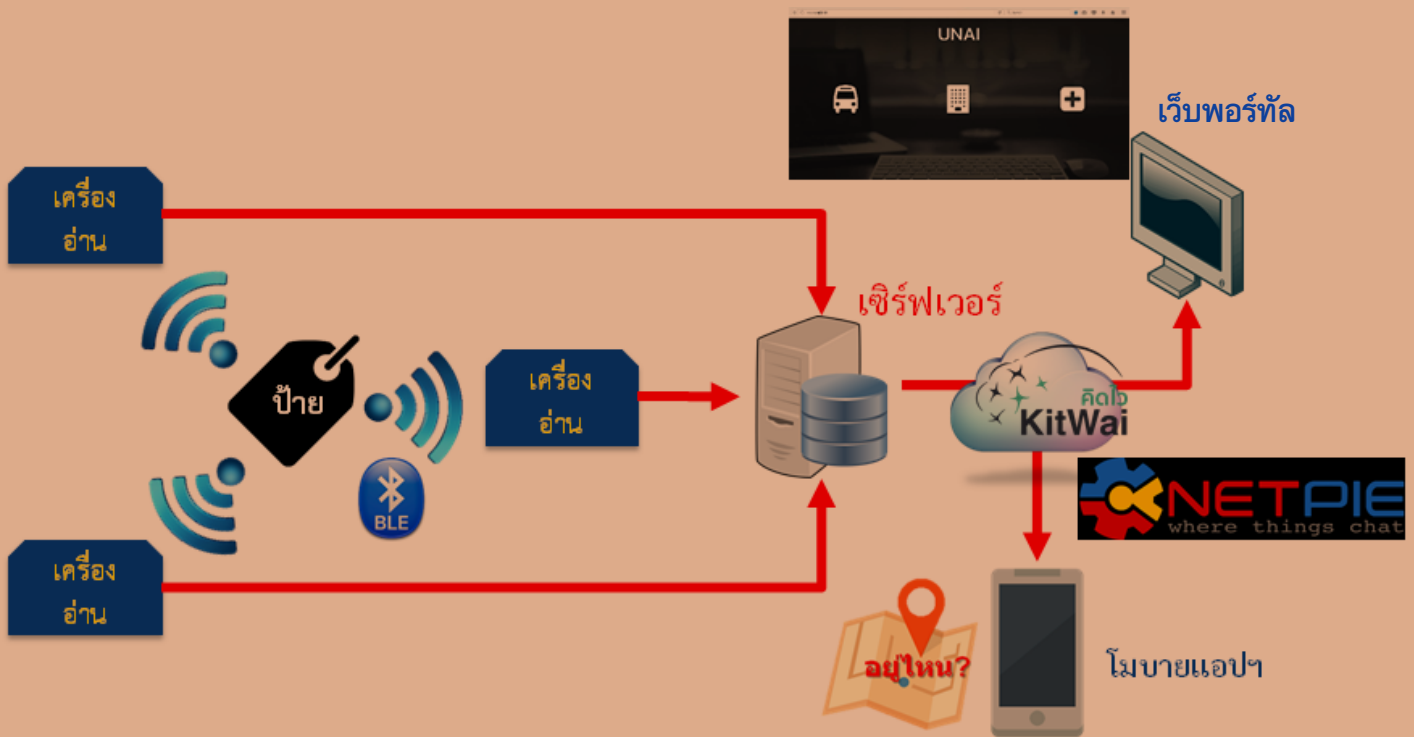 UNAI
เว็บพอร์ทัล
เครื่อง
อ่าน
เซิร์ฟเวอร์
ป้าย
เครื่อง
อ่าน
คิดไว
KitWai
BLE
NETPIE
where things chat
เครื่อง
อ่าน
อยู่ไหน?
โมบายแอปฯ